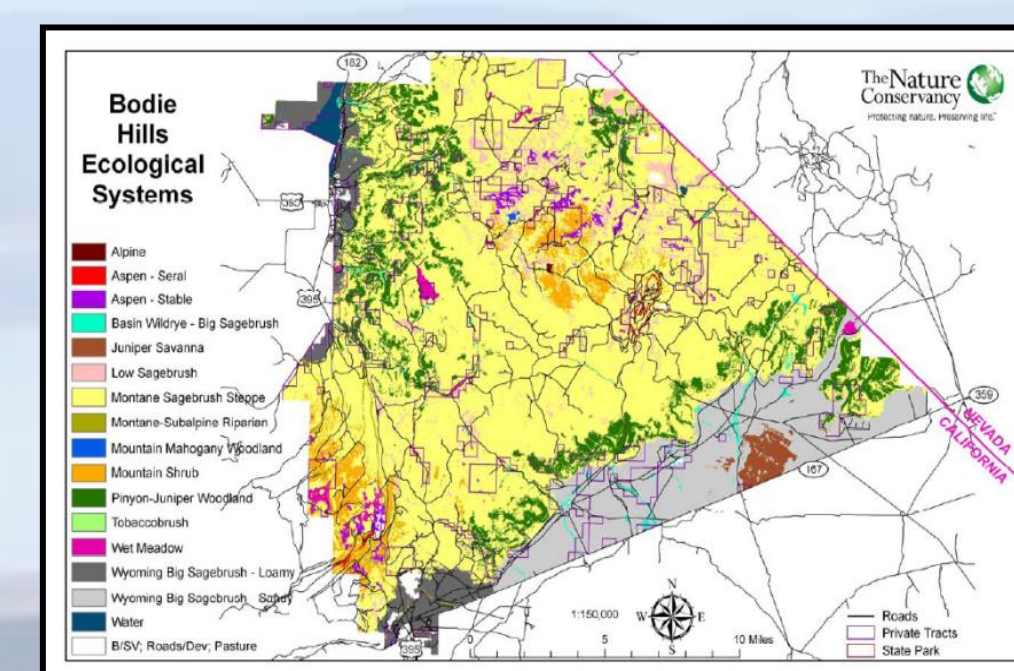 Bodie
Hills
Ecological
Systems
The Nature
Conservancy
Protecting nature. Preserving life.™
182
395
395
359
167
395
NEVADA
CALIFORNIA
Alpine
Aspen - Seral
Aspen - Stable
Basin Wildrye - Big Sagebrush
Juniper Savanna
Low Sagebrush
Montane Sagebrush Steppe
Montane-Subalpine Riparian
Mountain Mahogany Woodland
Mountain Shrub
Pinyon-Juniper Woodland
Tobaccobrush
Wet Meadow
Wyoming Big Sagebrush - Loamy
Wyoming Big Sagebrush - Sandy
Water
B/SV; Roads/Dev; Pasture
1:150,000
N
W
E
S
0 5 10 Miles
Roads
Private Tracts
State Park